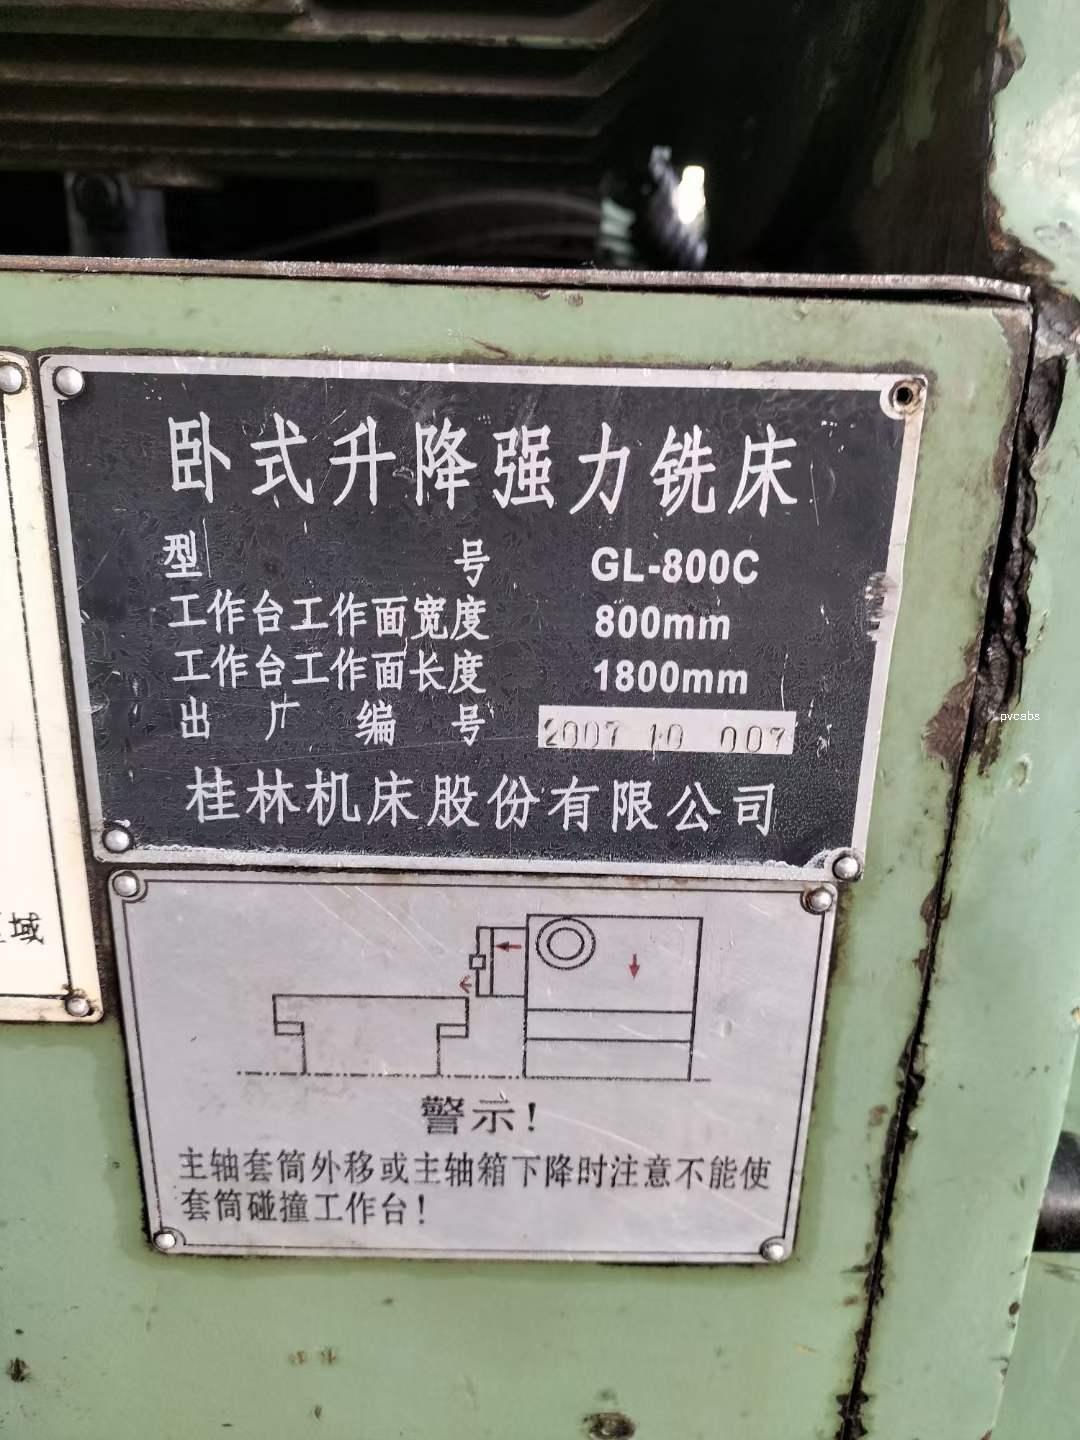 卧式升降强力铣床
型 号 GL-800C
工作台工作面宽度 800mm
工作台工作面长度 1800mm
出厂编号 2007 10 007
桂林机床股份有限公司
域
警示!
主轴套筒外移或主轴箱下降时注意不能使
套筒碰撞工作台!
pvcabs